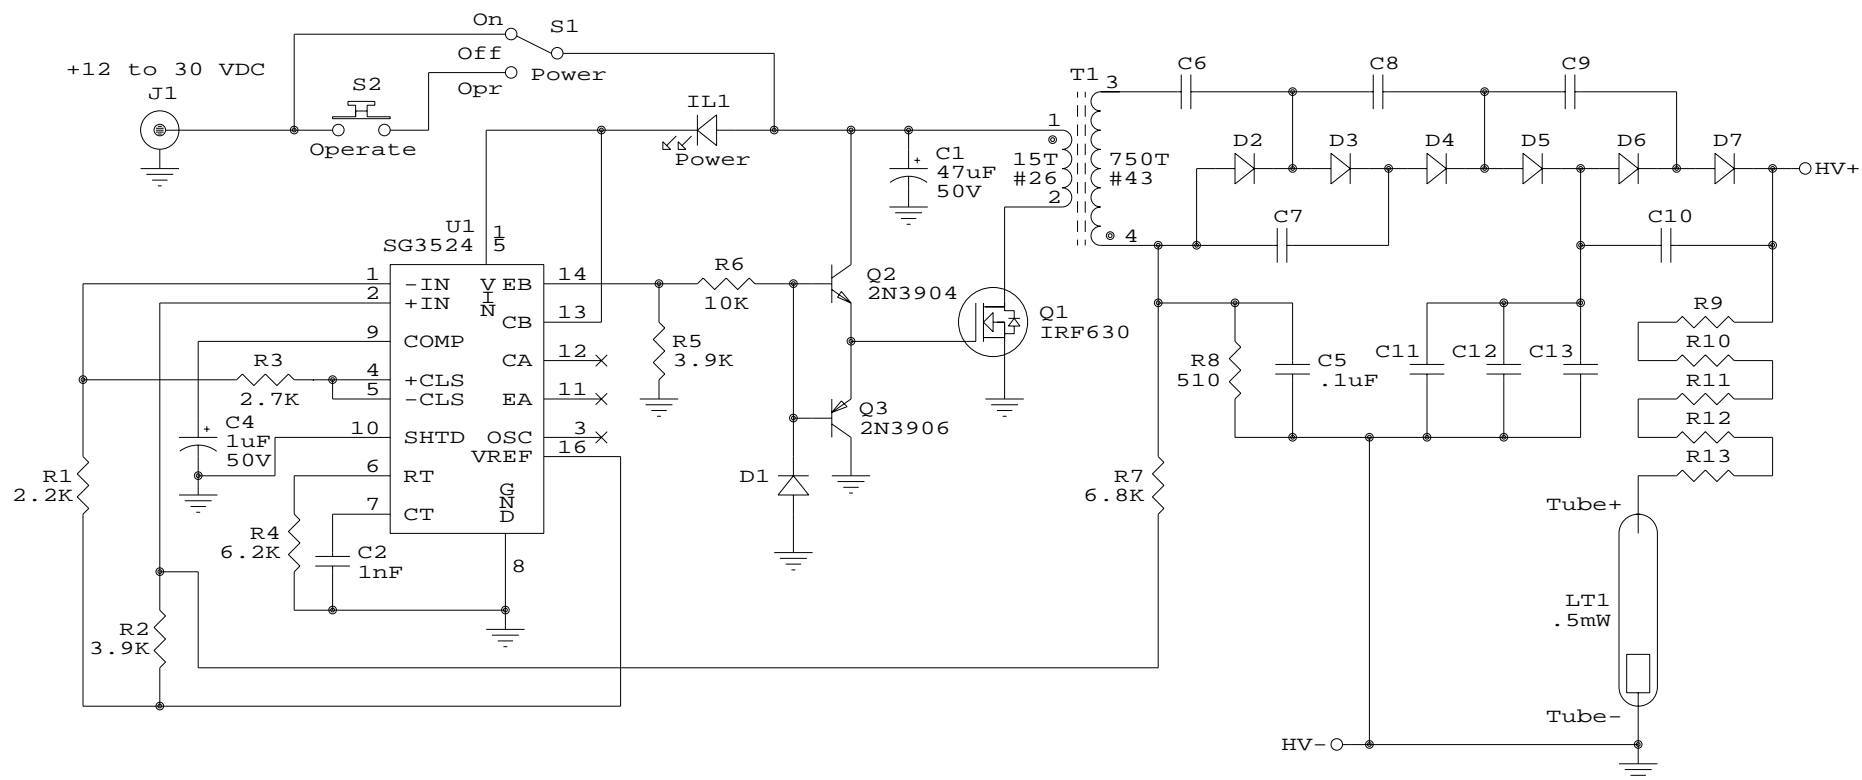 On
S1
Off
Power
Opr
+12 to 30 VDC
J1
S2
Operate
IL1
Power
C1
47uF
50V
T1
3
1
15T
#26
2
750T
#43
4
C6
C8
C9
D2
D3
D4
D5
D6
D7
HV+
C7
C10
U1
SG3524
1
5
1
-IN
2
+IN
9
COMP
4
+CLS
5
-CLS
10
SHTD
6
RT
7
CT
V
I
N
EB
14
CB
13
CA
12
EA
11
OSC
3
VREF
16
G
N
D
8
R3
2.7K
C4
1uF
50V
+
+
R1
2.2K
R4
6.2K
C2
1nF
R2
3.9K
R6
10K
R5
3.9K
Q2
2N3904
Q3
2N3906
D1
Q1
IRF630
R7
6.8K
R8
510
C5
.1uF
C11
C12
C13
R9
R10
R11
R12
R13
Tube+
LT1
.5mW
Tube-
HV-